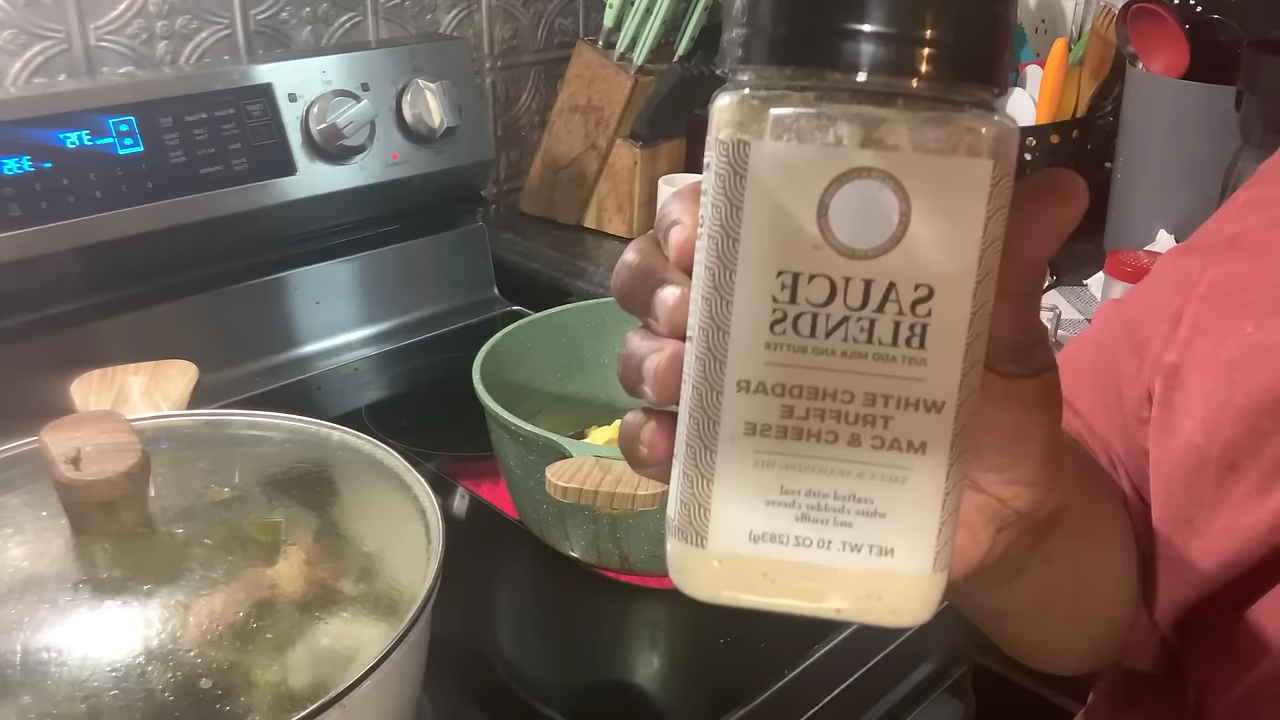 SAUCE
BLENDS
JUST ADD MILK AND BUTTER
WHITE CHEDDAR
TRUFFLE
MAC & CHEESE
SAUCE & SEASONING MIX
crafted with real
white cheddar cheese
and truffle
NET WT. 10 OZ (283g)